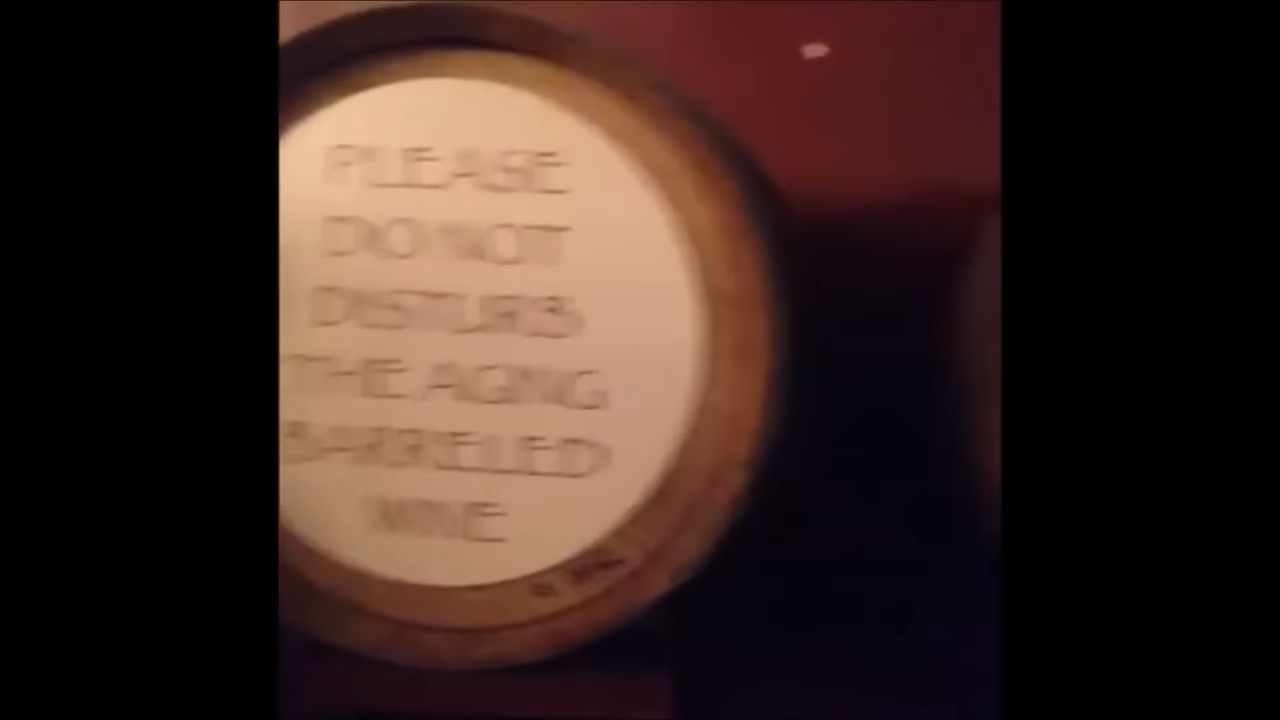 PLEASE
DO NOT
DISTURB
THE AGING
BARRELED
WINE